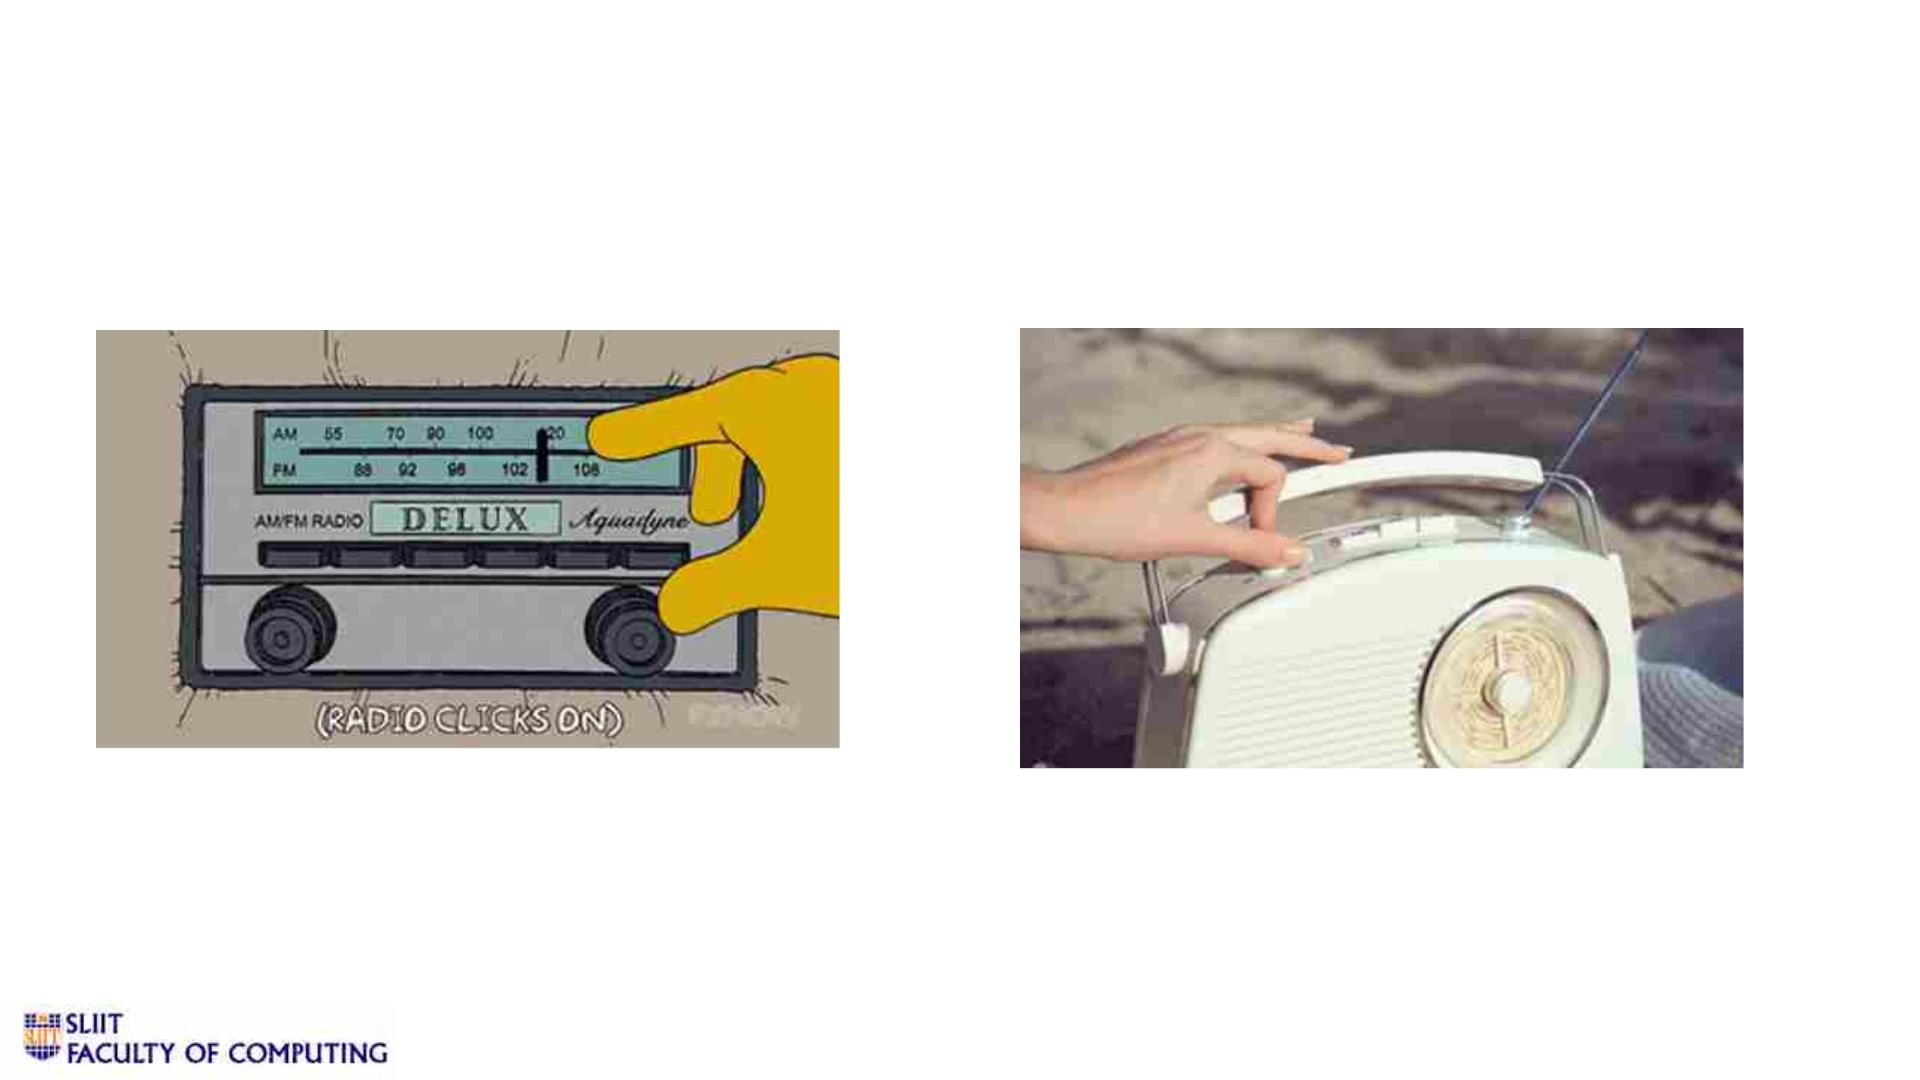 AM 55 70 90 100 120
FM 88 92 96 102 106
AM/FM RADIO DELUX Aquadyne
(RADIO CLICKS ON)
SLIIT
FACULTY OF COMPUTING